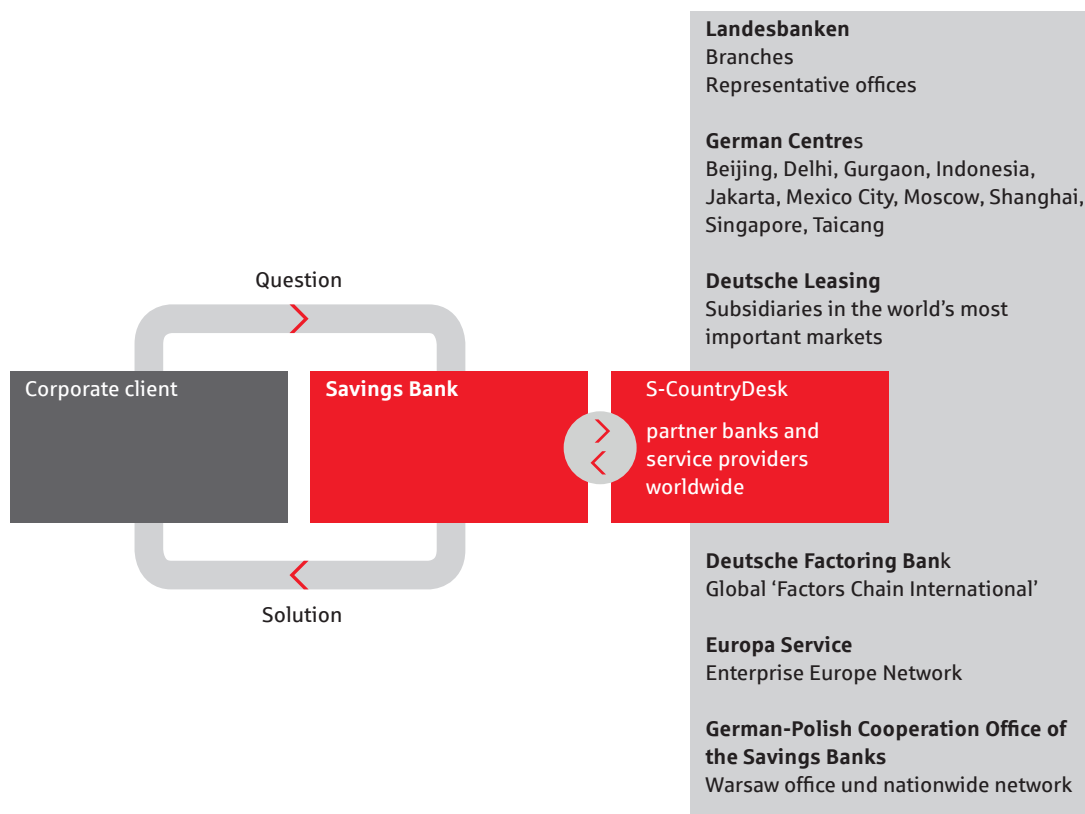 Landesbanken
Branches
Representative offices
German Centres
Beijing, Delhi, Gurgaon, Indonesia,
Jakarta, Mexico City, Moscow, Shanghai,
Singapore, Taicang
Deutsche Leasing
Subsidiaries in the world’s most
important markets
Question
Corporate client
Savings Bank
S-CountryDesk
partner banks and
service providers
worldwide
Solution
Deutsche Factoring Bank
Global ‘Factors Chain International’
Europa Service
Enterprise Europe Network
German-Polish Cooperation Office of
the Savings Banks
Warsaw office und nationwide network